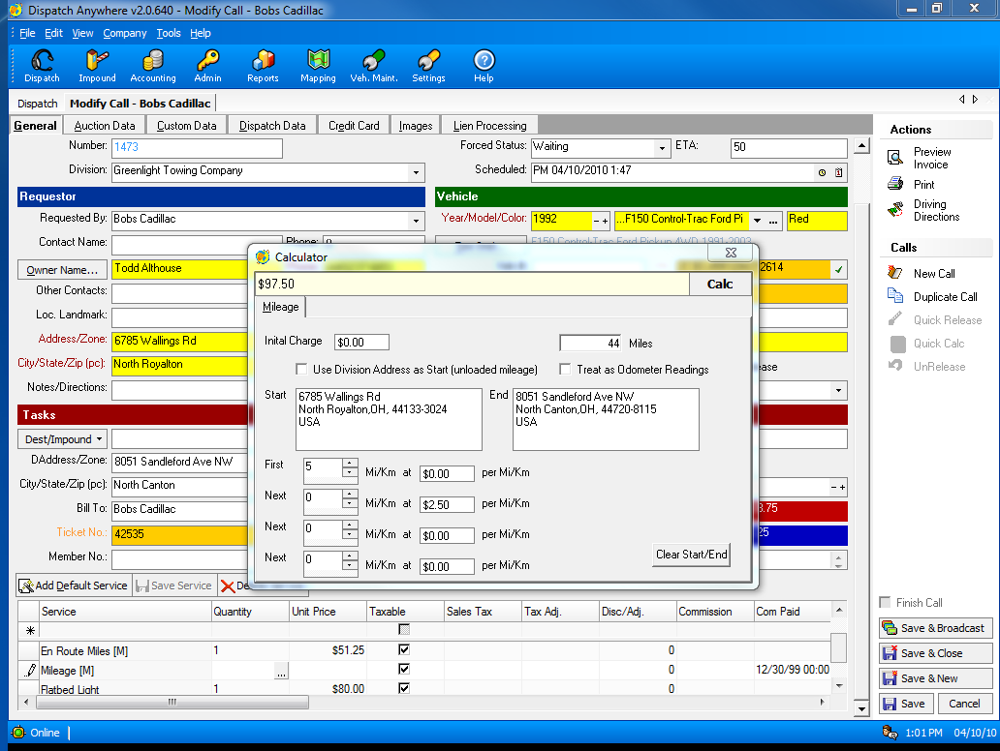 Dispatch Anywhere v2.0.640 - Modify Call - Bobs Cadillac
File Edit View Company Tools Help
Dispatch Impound Accounting Admin Reports Mapping Veh. Maint. Settings Help
Dispatch Modify Call - Bobs Cadillac
General Auction Data Custom Data Dispatch Data Credit Card Images Lien Processing
Actions
Number: 1473 Forced Status: Waiting ETA: 50
Preview Invoice
Division: Greenlight Towing Company Scheduled: PM 04/10/2010 1:47
Print
Requestor Vehicle
Driving Directions
Requested By: Bobs Cadillac Year/Model/Color: 1992 - + ...F150 Control-Trac Ford Pi ... Red
Contact Name: Phone: 0 F150 Control-Trac Ford Pickup 4WD 1991-2003
Calls
Owner Name... Todd Althouse 2614
New Call
Other Contacts:
Duplicate Call
Loc. Landmark:
Quick Release
Address/Zone: 6785 Wallings Rd
Quick Calc
City/State/Zip (pc): North Royalton ease
UnRelease
Notes/Directions:
Tasks
Dest/Impound
DAddress/Zone: 8051 Sandleford Ave NW
City/State/Zip (pc): North Canton - +
Bill To: Bobs Cadillac 3.75
Ticket No.: 42535 25
Member No.:
Calculator
$97.50 Calc
Mileage
Inital Charge $0.00 44 Miles
Use Division Address as Start (unloaded mileage) Treat as Odometer Readings
Start 6785 Wallings Rd End 8051 Sandleford Ave NW
North Royalton,OH, 44133-3024 North Canton,OH, 44720-8115
USA USA
First 5 Mi/Km at $0.00 per Mi/Km
Next 0 Mi/Km at $2.50 per Mi/Km
Next 0 Mi/Km at $0.00 per Mi/Km
Next 0 Mi/Km at $0.00 per Mi/Km
Clear Start/End
Add Default Service Save Service
Service Quantity Unit Price Taxable Sales Tax Tax Adj. Disc/Adj. Commission Com Paid
En Route Miles [M] 1 $51.25 0
Mileage [M] ... 0 12/30/99 00:00
Flatbed Light 1 $80.00 0
Finish Call
Save & Broadcast
Save & Close
Save & New
Save Cancel
Online 1:01 PM 04/10/10